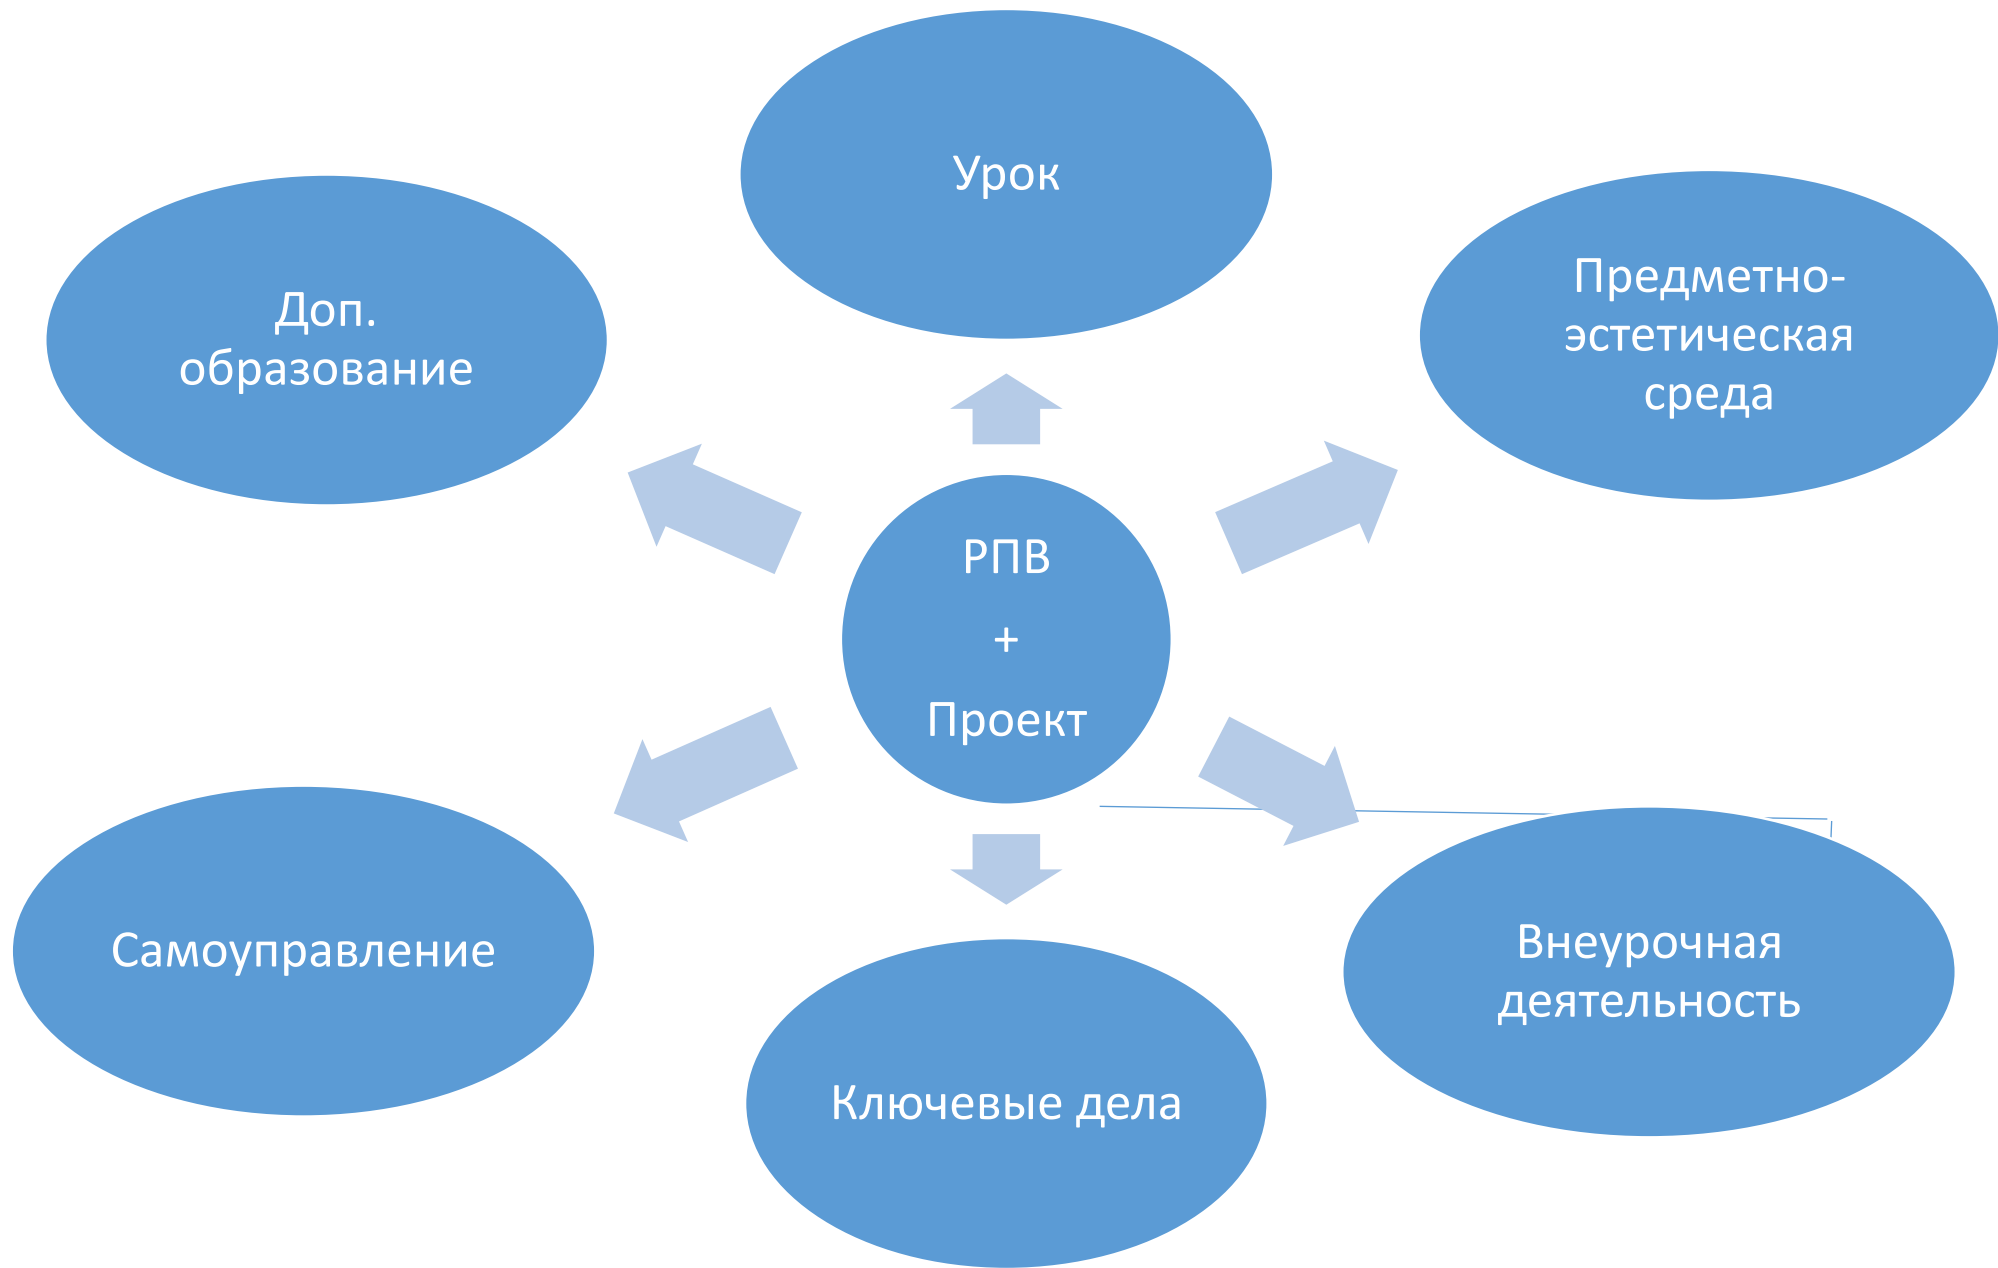 Урок
Предметно-
эстетическая
среда
Доп.
образование
РПВ
+
Проект
Самоуправление
Внеурочная
деятельность
Ключевые дела